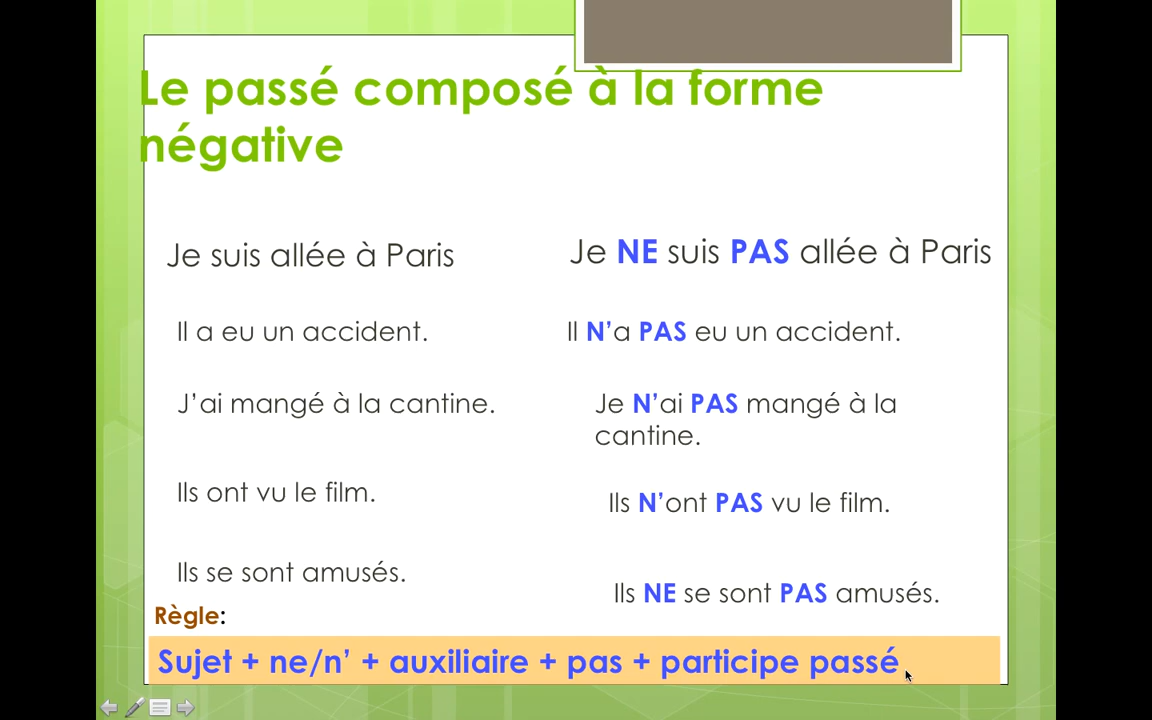 Le passé composé à la forme
négative
Je suis allée à Paris
Je NE suis PAS allée à Paris
Il a eu un accident.
Il N’a PAS eu un accident.
J’ai mangé à la cantine.
Je N’ai PAS mangé à la
cantine.
Ils ont vu le film.
Ils N’ont PAS vu le film.
Ils se sont amusés.
Ils NE se sont PAS amusés.
Règle:
Sujet + ne/n’ + auxiliaire + pas + participe passé